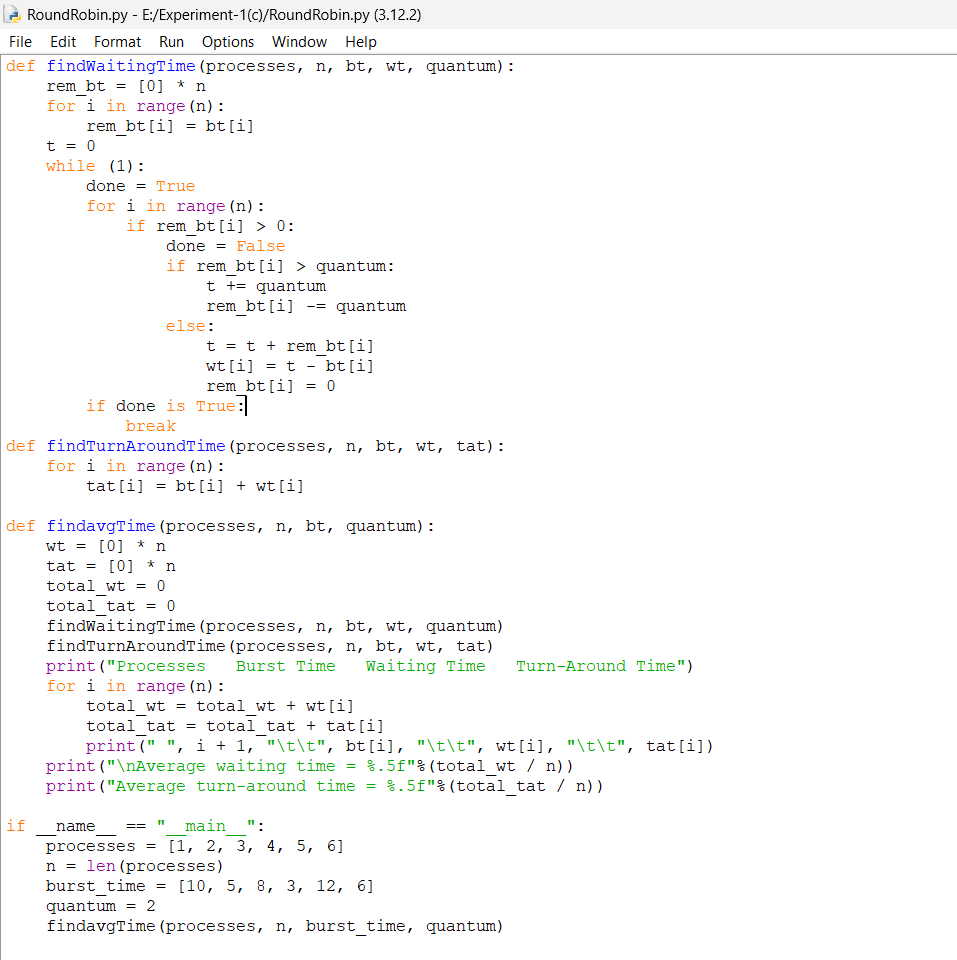 RoundRobin.py - E:/Experiment-1(c)/RoundRobin.py (3.12.2)
File Edit Format Run Options Window Help
def findWaitingTime(processes, n, bt, wt, quantum):
    rem_bt = [0] * n
    for i in range(n):
        rem_bt[i] = bt[i]
    t = 0
    while (1):
        done = True
        for i in range(n):
            if rem_bt[i] > 0:
                done = False
                if rem_bt[i] > quantum:
                    t += quantum
                    rem_bt[i] -= quantum
                else:
                    t = t + rem_bt[i]
                    wt[i] = t - bt[i]
                    rem_bt[i] = 0
        if done is True:
            break
def findTurnAroundTime(processes, n, bt, wt, tat):
    for i in range(n):
        tat[i] = bt[i] + wt[i]

def findavgTime(processes, n, bt, quantum):
    wt = [0] * n
    tat = [0] * n
    total_wt = 0
    total_tat = 0
    findWaitingTime(processes, n, bt, wt, quantum)
    findTurnAroundTime(processes, n, bt, wt, tat)
    print("Processes   Burst Time   Waiting Time   Turn-Around Time")
    for i in range(n):
        total_wt = total_wt + wt[i]
        total_tat = total_tat + tat[i]
        print(" ", i + 1, "\t\t", bt[i], "\t\t", wt[i], "\t\t", tat[i])
    print("\nAverage waiting time = %.5f"%(total_wt / n))
    print("Average turn-around time = %.5f"%(total_tat / n))

if __name__ == "__main__":
    processes = [1, 2, 3, 4, 5, 6]
    n = len(processes)
    burst_time = [10, 5, 8, 3, 12, 6]
    quantum = 2
    findavgTime(processes, n, burst_time, quantum)